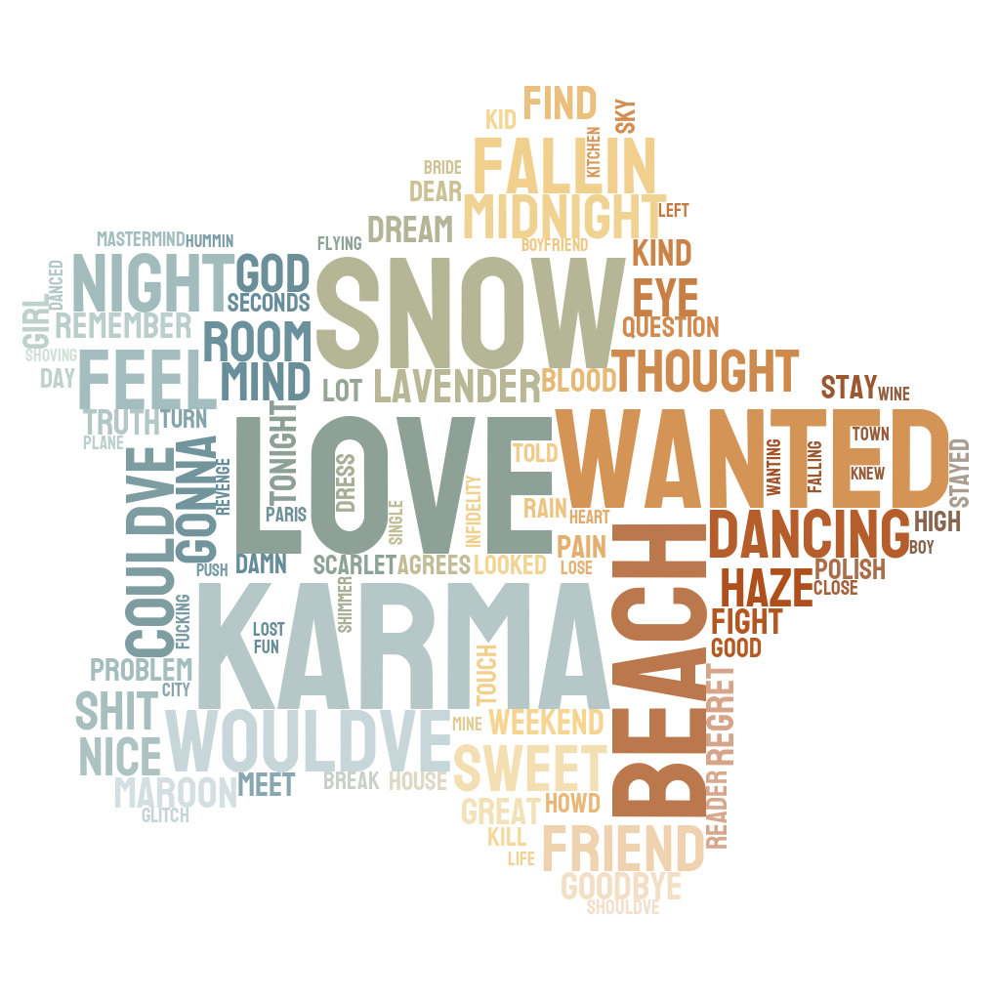 FIND
KID
SKY
KITCHEN
FALLIN
BRIDE
DEAR
MIDNIGHT
LEFT
DREAM
FLYING
BOYFRIEND
MASTERMIND
HUMMIN
KIND
NIGHT
GOD
SNOW
DANCED
SECONDS
EYE
GIRL
REMEMBER
ROOM
QUESTION
SHOVING
DAY
FEEL
MIND
LOT
LAVENDER
BLOOD
THOUGHT
STAY
WINE
TRUTH
TURN
TONIGHT
LOVE
WANTED
TOWN
PLANE
COULDVE
GONNA
REVENGE
DRESS
TOLD
WANTING
FALLING
KNEW
STAYED
PARIS
SINGLE
INFIDELITY
RAIN
HEART
DANCING
HIGH
BOY
PUSH
DAMN
SCARLET
AGREES
LOOKED
PAIN
LOSE
BEACH
POLISH
HAZE
CLOSE
SHIMMER
KARMA
FUCKING
LOST
FUN
FIGHT
GOOD
TOUCH
PROBLEM
CITY
REGRET
SHIT
WOULDVE
MINE
WEEKEND
NICE
SWEET
MAROON
MEET
BREAK
HOUSE
READER
GLITCH
GREAT
HOWD
KILL
LIFE
FRIEND
GOODBYE
SHOULDVE